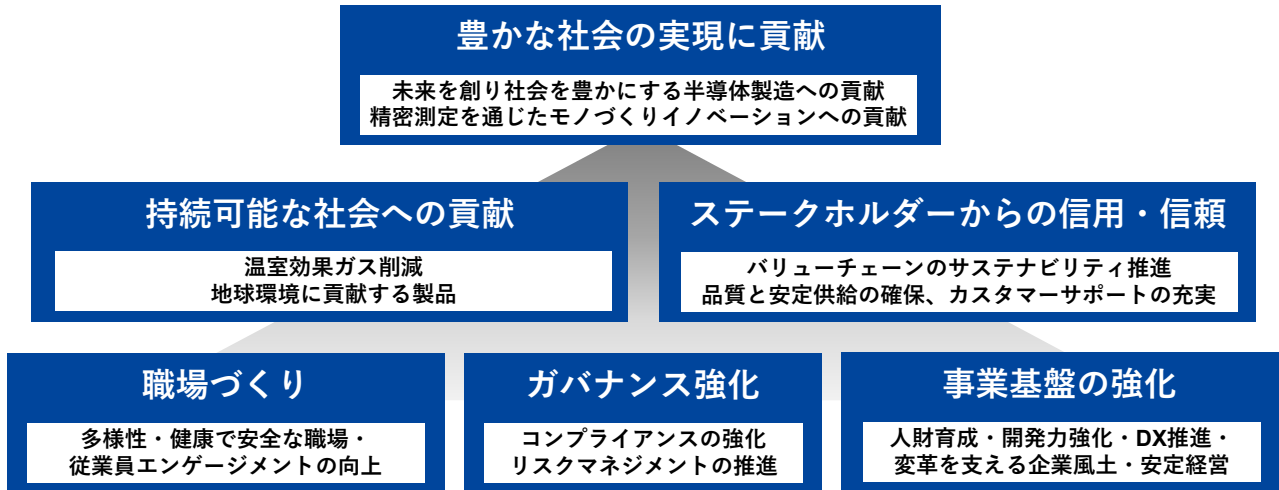 豊かな社会の実現に貢献
未来を創り社会を豊かにする半導体製造への貢献
精密測定を通じたモノづくりイノベーションへの貢献
持続可能な社会への貢献
温室効果ガス削減
地球環境に貢献する製品
ステークホルダーからの信用・信頼
バリューチェーンのサステナビリティ推進
品質と安定供給の確保、カスタマーサポートの充実
職場づくり
多様性・健康で安全な職場・
従業員エンゲージメントの向上
ガバナンス強化
コンプライアンスの強化
リスクマネジメントの推進
事業基盤の強化
人財育成・開発力強化・DX推進・
変革を支える企業風土・安定経営